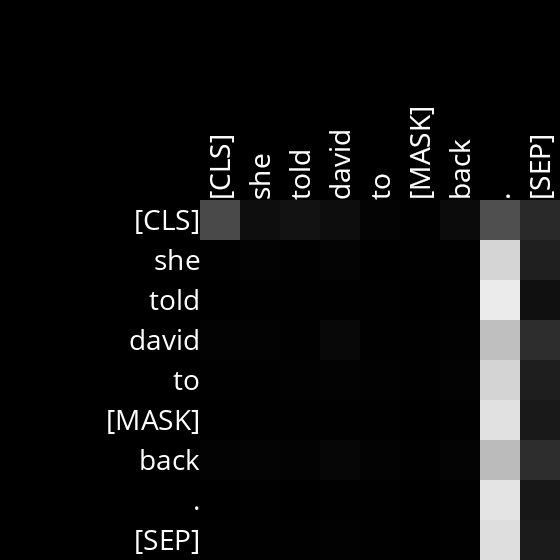 [CLS] she told david to [MASK] back . [SEP]
[CLS]
she
told
david
to
[MASK]
back
.
[SEP]